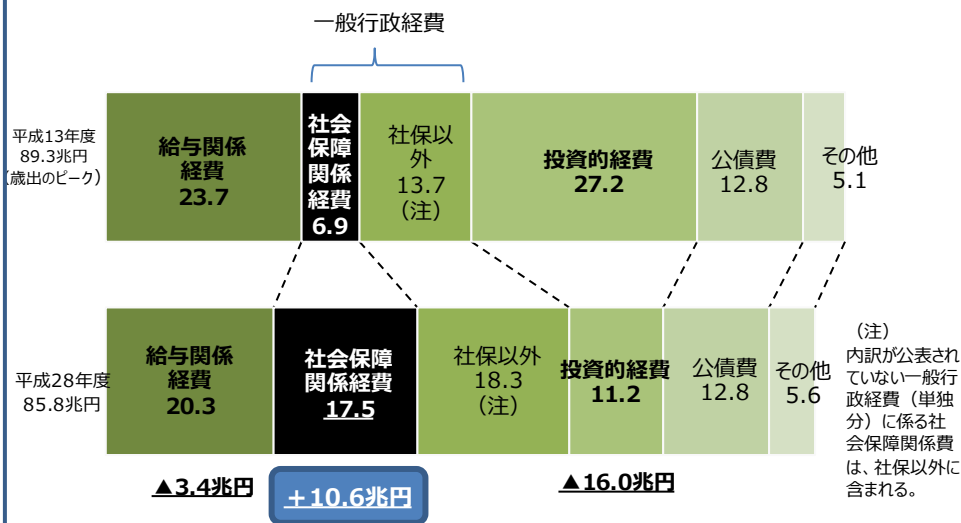 一般行政経費
平成13年度
89.3兆円
(歳出のピーク)
給与関係
経費
23.7
社会
保障
関係
経費
6.9
社保以
外
13.7
(注)
投資的経費
27.2
公債費
12.8
その他
5.1
平成28年度
85.8兆円
給与関係
経費
20.3
社会保障
関係経費
17.5
社保以外
18.3
(注)
投資的経費
11.2
公債費
12.8
その他
5.6
(注)
内訳が公表され
ていない一般行
政経費(単独
分)に係る社
会保障関係費
は、社保以外に
含まれる。
▲3.4兆円
+10.6兆円
▲16.0兆円